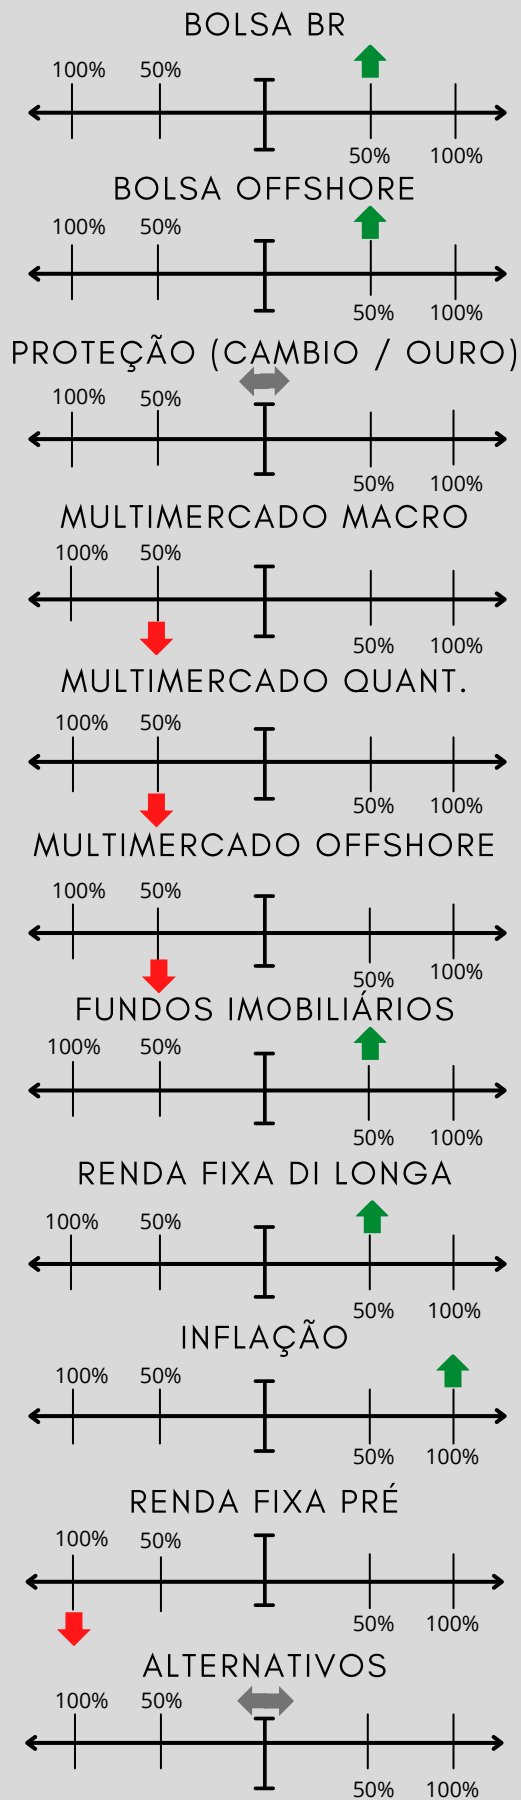 BOLSA BR
100% 50%
50% 100%
BOLSA OFFSHORE
100% 50%
50% 100%
PROTEÇÃO (CAMBIO / OURO)
100% 50%
50% 100%
MULTIMERCADO MACRO
100% 50%
50% 100%
MULTIMERCADO QUANT.
100% 50%
50% 100%
MULTIMERCADO OFFSHORE
100% 50%
50% 100%
FUNDOS IMOBILIÁRIOS
100% 50%
50% 100%
RENDA FIXA DI LONGA
100% 50%
50% 100%
INFLAÇÃO
100% 50%
50% 100%
RENDA FIXA PRÉ
100% 50%
50% 100%
ALTERNATIVOS
100% 50%
50% 100%